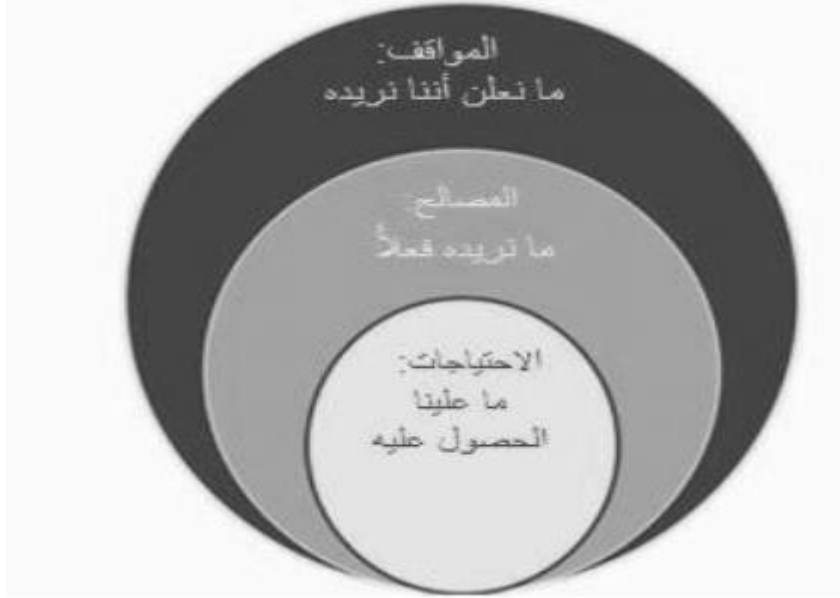 المواقف:
ما نعلن أننا نريده
المصالح:
ما نريده فعلاً
الاحتياجات:
ما علينا
الحصول عليه